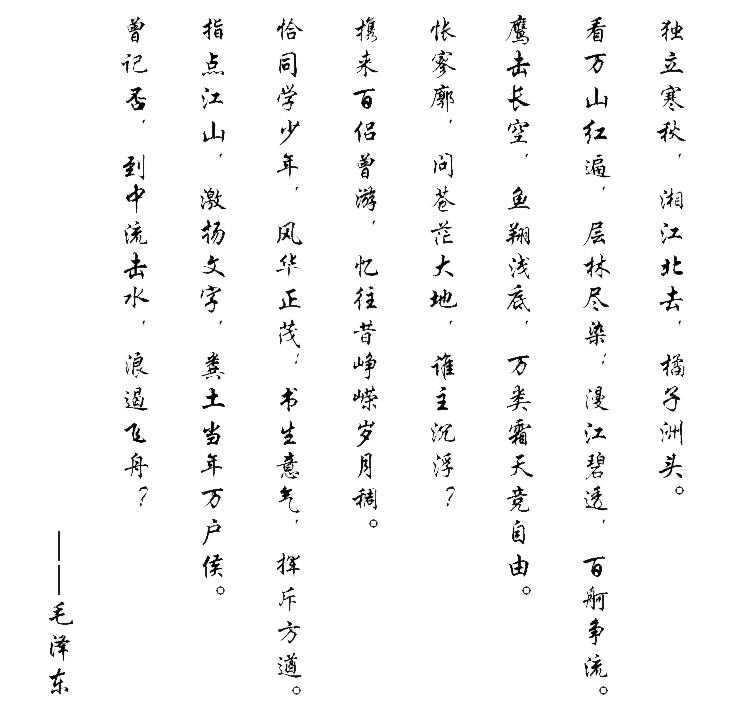 独立寒秋，湘江北去，橘子洲头。
看万山红遍，层林尽染；漫江碧透，百舸争流。
鹰击长空，鱼翔浅底，万类霜天竞自由。
怅寥廓，问苍茫大地，谁主沉浮？
携来百侣曾游，忆往昔峥嵘岁月稠。
恰同学少年，风华正茂；书生意气，挥斥方遒。
指点江山，激扬文字，粪土当年万户侯。
曾记否，到中流击水，浪遏飞舟？
——毛泽东